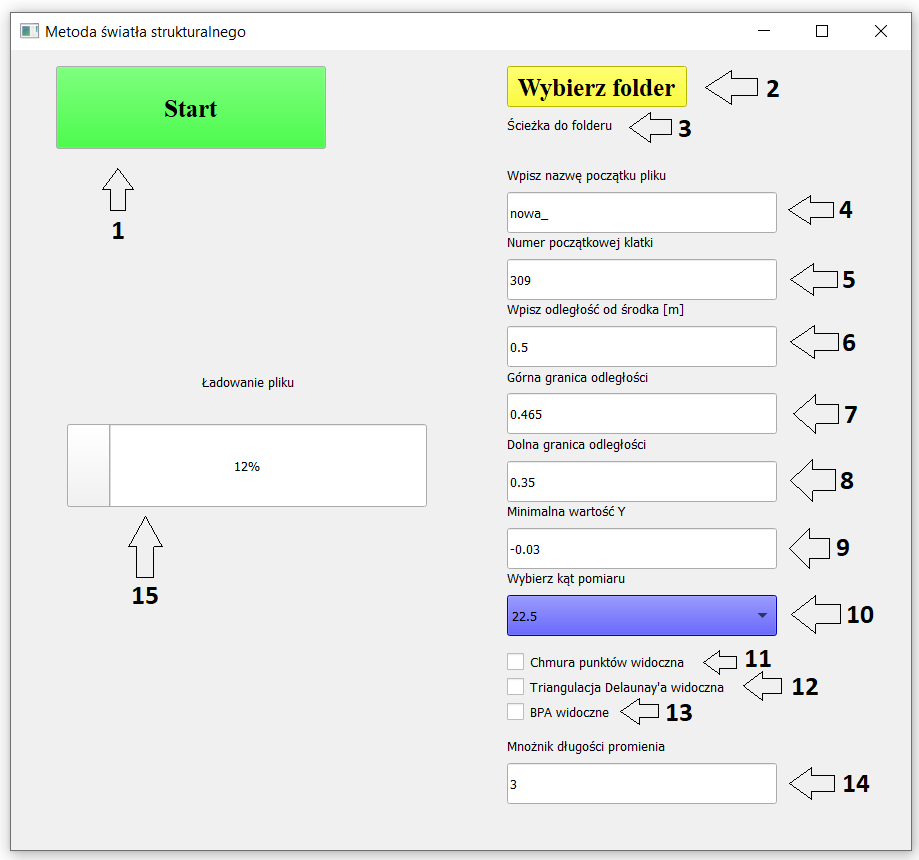 Metoda światła strukturalnego
Start
1
Ładowanie pliku
12%
15
Wybierz folder
2
Ścieżka do folderu
3
Wpisz nazwę początku pliku
nowa_
4
Numer początkowej klatki
309
5
Wpisz odległość od środka [m]
0.5
6
Górna granica odległości
0.465
7
Dolna granica odległości
0.35
8
Minimalna wartość Y
-0.03
9
Wybierz kąt pomiaru
22.5
10
Chmura punktów widoczna
11
Triangulacja Delaunay'a widoczna
12
BPA widoczne
13
Mnożnik długości promienia
3
14